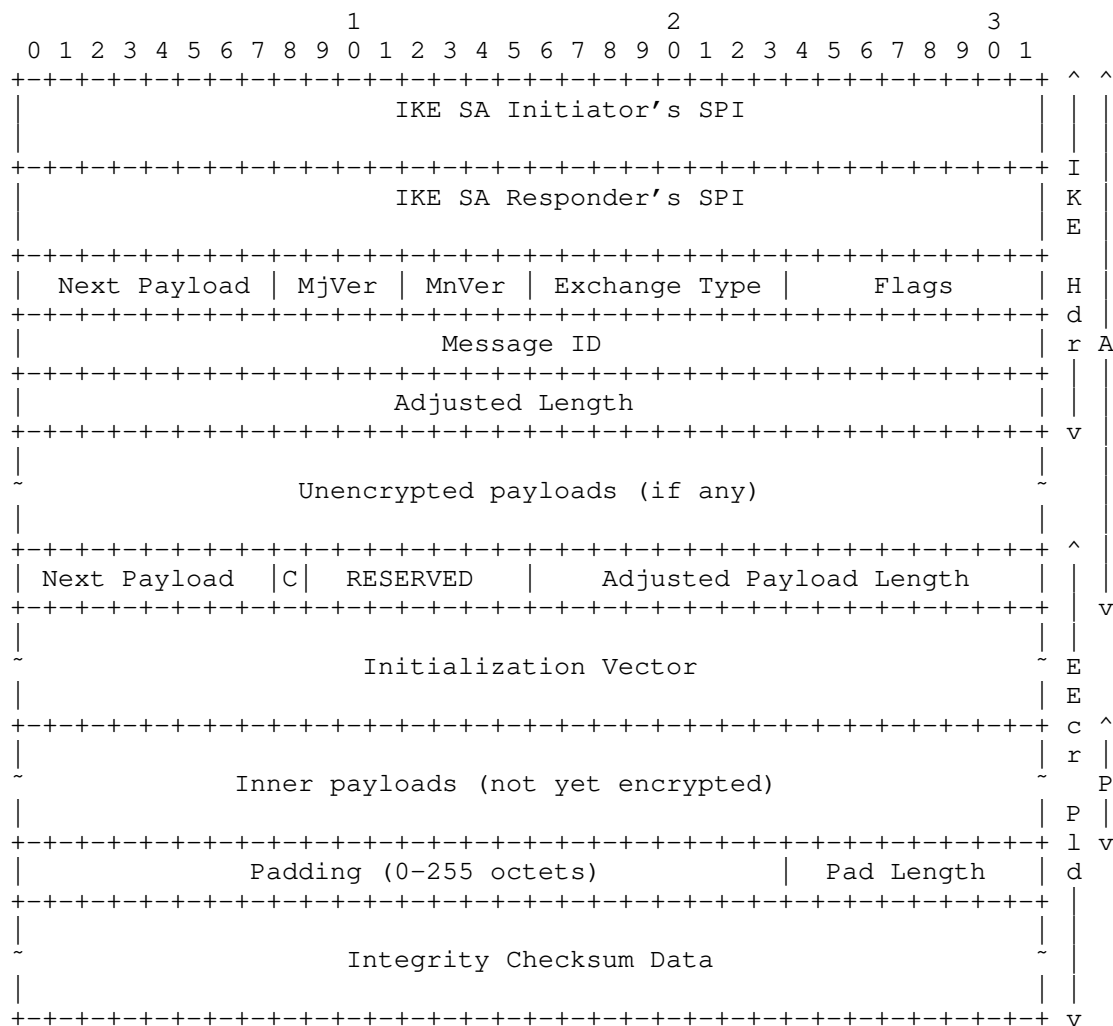 1                   2                   3
 0 1 2 3 4 5 6 7 8 9 0 1 2 3 4 5 6 7 8 9 0 1 2 3 4 5 6 7 8 9 0 1
+-+-+-+-+-+-+-+-+-+-+-+-+-+-+-+-+-+-+-+-+-+-+-+-+-+-+-+-+-+-+-+-+ ^ ^
|                       IKE SA Initiator’s SPI                  | | |
|                                                               | | |
+-+-+-+-+-+-+-+-+-+-+-+-+-+-+-+-+-+-+-+-+-+-+-+-+-+-+-+-+-+-+-+-+ I |
|                       IKE SA Responder’s SPI                  | K |
|                                                               | E |
+-+-+-+-+-+-+-+-+-+-+-+-+-+-+-+-+-+-+-+-+-+-+-+-+-+-+-+-+-+-+-+-+   |
|  Next Payload | MjVer | MnVer | Exchange Type |     Flags     | H |
+-+-+-+-+-+-+-+-+-+-+-+-+-+-+-+-+-+-+-+-+-+-+-+-+-+-+-+-+-+-+-+-+ d |
|                          Message ID                           | r A
+-+-+-+-+-+-+-+-+-+-+-+-+-+-+-+-+-+-+-+-+-+-+-+-+-+-+-+-+-+-+-+-+ | |
|                       Adjusted Length                         | | |
+-+-+-+-+-+-+-+-+-+-+-+-+-+-+-+-+-+-+-+-+-+-+-+-+-+-+-+-+-+-+-+-+ v |
|                                                               |   |
~                 Unencrypted payloads (if any)                 ~   |
|                                                               |   |
+-+-+-+-+-+-+-+-+-+-+-+-+-+-+-+-+-+-+-+-+-+-+-+-+-+-+-+-+-+-+-+-+ ^ |
| Next Payload  |C|  RESERVED   |    Adjusted Payload Length    | | |
+-+-+-+-+-+-+-+-+-+-+-+-+-+-+-+-+-+-+-+-+-+-+-+-+-+-+-+-+-+-+-+-+ | v
|                                                               | |
~                     Initialization Vector                     ~ E
|                                                               | E
+-+-+-+-+-+-+-+-+-+-+-+-+-+-+-+-+-+-+-+-+-+-+-+-+-+-+-+-+-+-+-+-+ c ^
|                                                               | r |
~             Inner payloads (not yet encrypted)                ~   P
|                                                               | P |
+-+-+-+-+-+-+-+-+-+-+-+-+-+-+-+-+-+-+-+-+-+-+-+-+-+-+-+-+-+-+-+-+ l v
|              Padding (0-255 octets)           |  Pad Length   | d
+-+-+-+-+-+-+-+-+-+-+-+-+-+-+-+-+-+-+-+-+-+-+-+-+-+-+-+-+-+-+-+-+ |
|                                                               | |
~                    Integrity Checksum Data                    ~ |
|                                                               | |
+-+-+-+-+-+-+-+-+-+-+-+-+-+-+-+-+-+-+-+-+-+-+-+-+-+-+-+-+-+-+-+-+ v